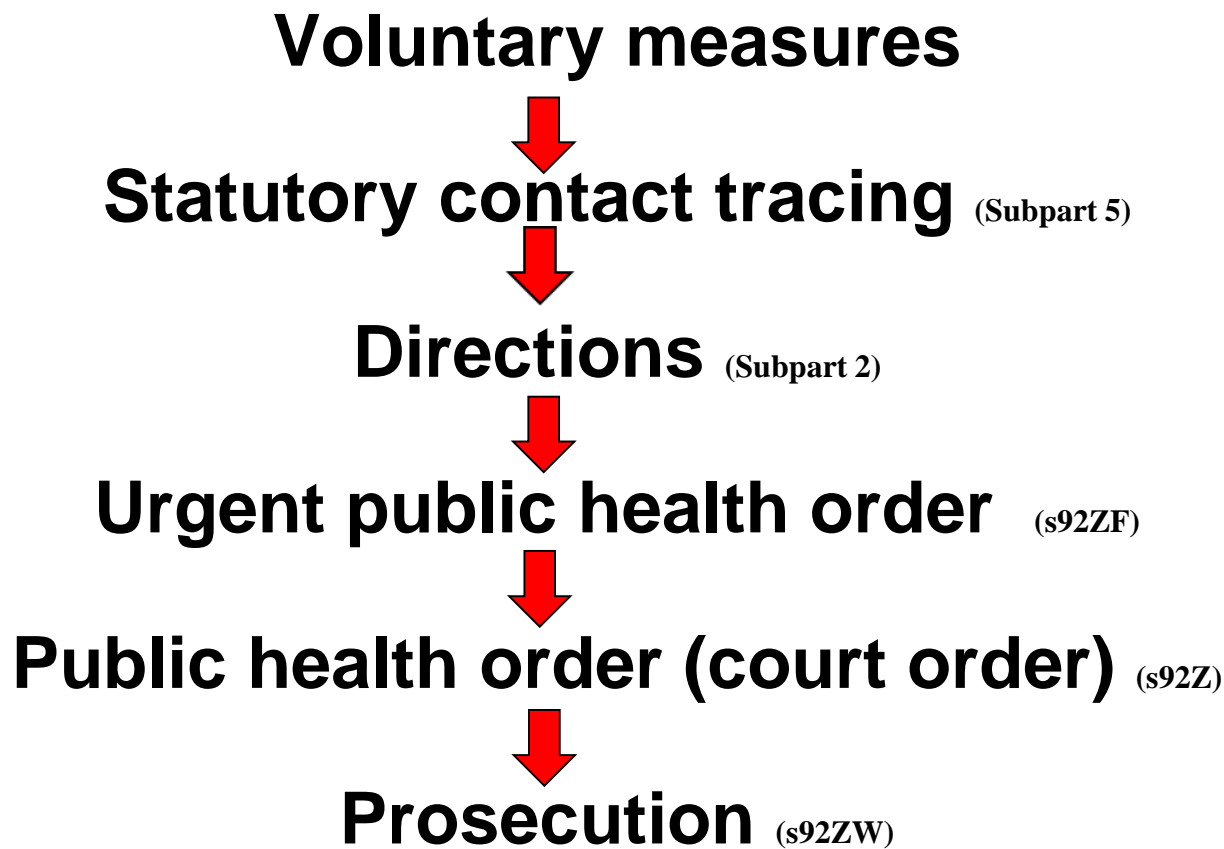 Voluntary measures
Statutory contact tracing (Subpart 5)
Directions (Subpart 2)
Urgent public health order (s92ZF)
Public health order (court order) (s92Z)
Prosecution (s92ZW)